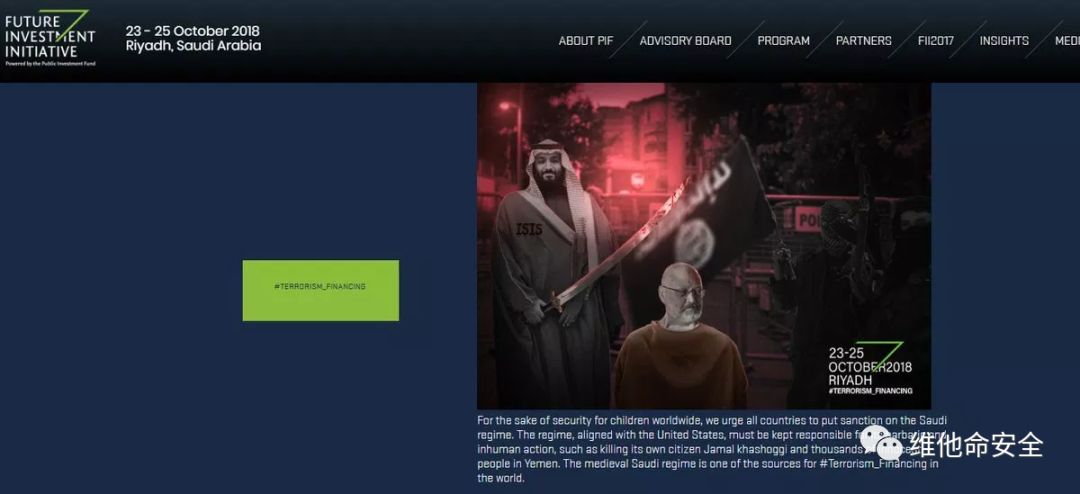 FUTURE
INVESTMENT
INITIATIVE
Powered by the Public Investment Fund
23 - 25 October 2018
Riyadh, Saudi Arabia
ABOUT PIF
ADVISORY BOARD
PROGRAM
PARTNERS
FII2017
INSIGHTS
MEDI
ISIS
#TERRORISM_FINANCING
23-25
OCTOBER 2018
RIYADH
#TERRORISM_FINANCING
For the sake of security for children worldwide, we urge all countries to put sanction on the Saudi
regime. The regime, aligned with the United States, must be kept responsible
inhuman action, such as killing its own citizen Jamal khashoggi and thousands
people in Yemen. The medieval Saudi regime is one of the sources for #Terrorism_Financing in
the world.
维他命安全